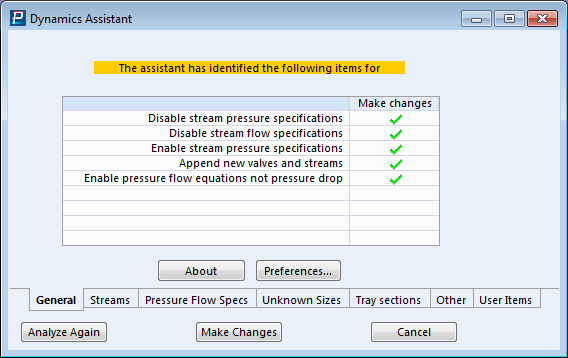 Dynamics Assistant
The assistant has identified the following items for
Make changes
Disable stream pressure specifications
Disable stream flow specifications
Enable stream pressure specifications
Append new valves and streams
Enable pressure flow equations not pressure drop
About Preferences...
General Streams Pressure Flow Specs Unknown Sizes Tray sections Other User Items
Analyze Again Make Changes Cancel